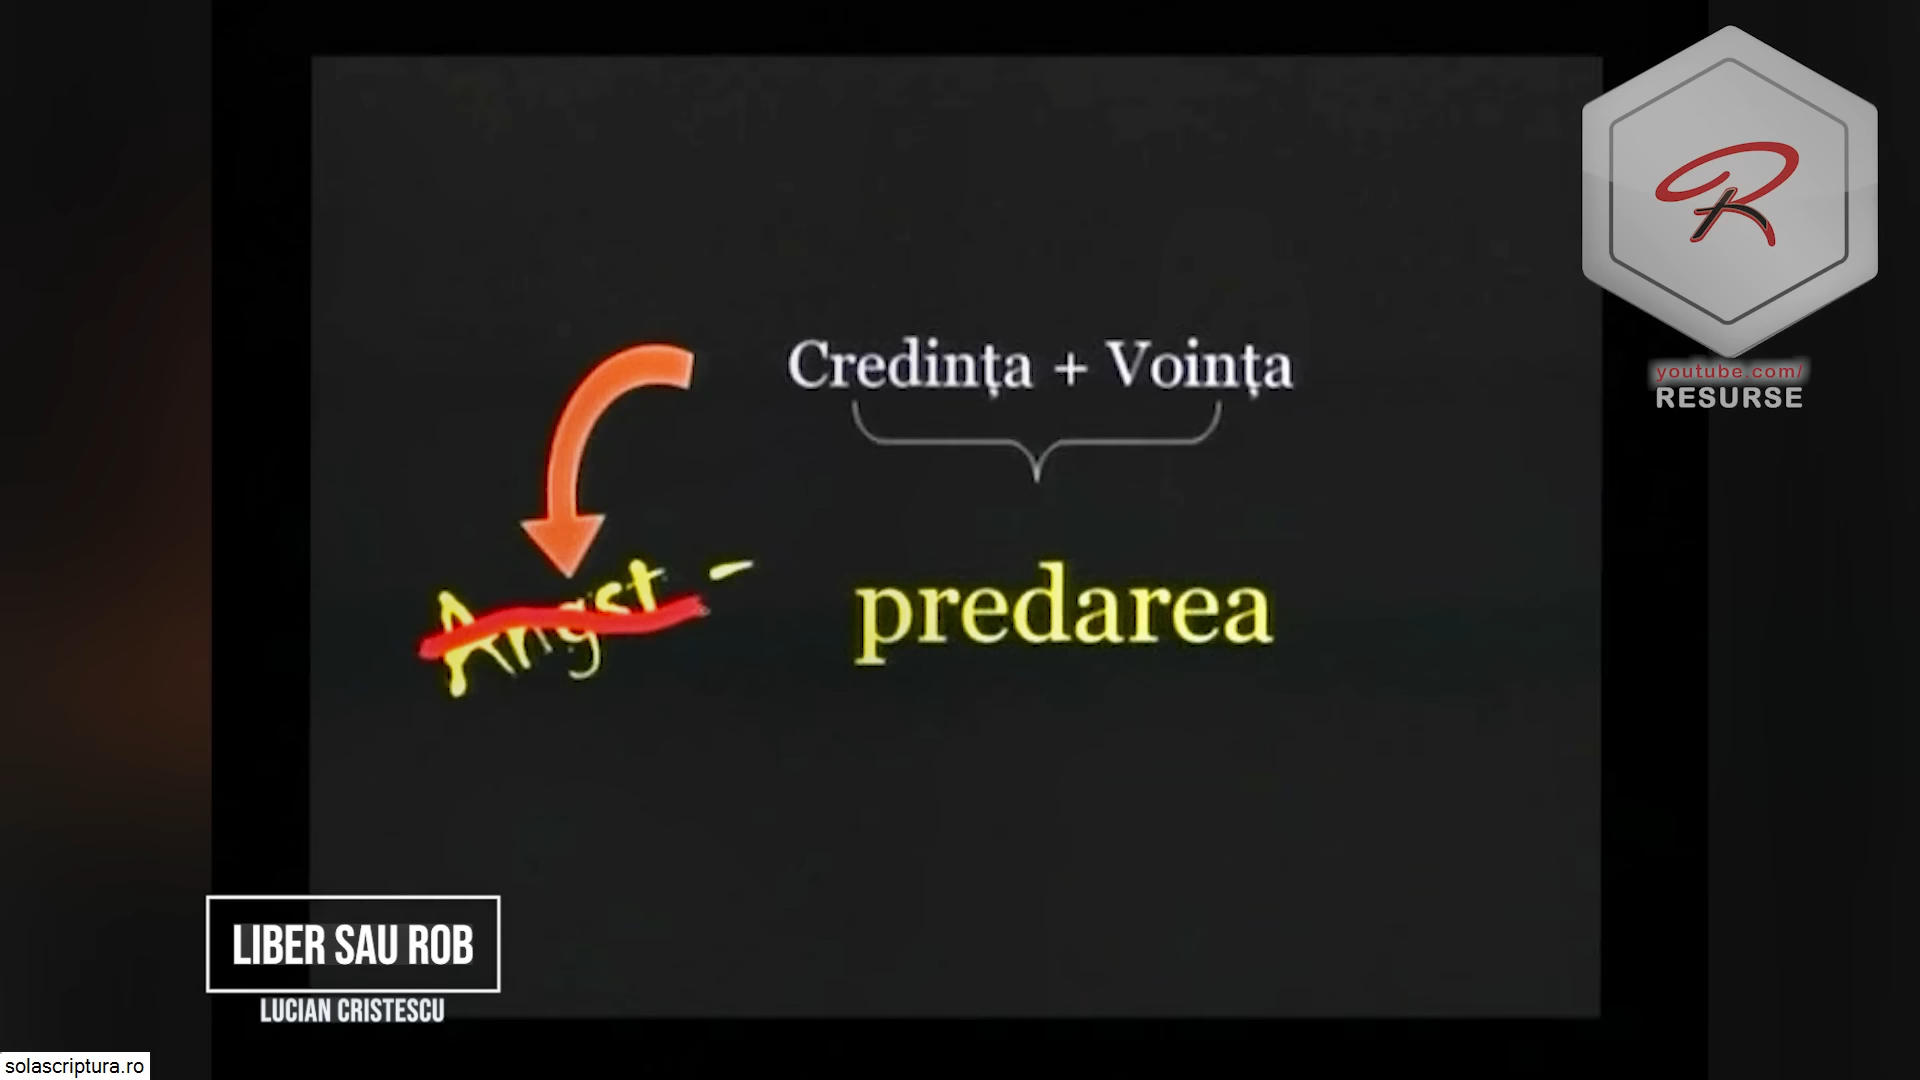 youtube.com/
RESURSE
Credința + Voința
Angst -
predarea
LIBER SAU ROB
LUCIAN CRISTESCU
solascriptura.ro